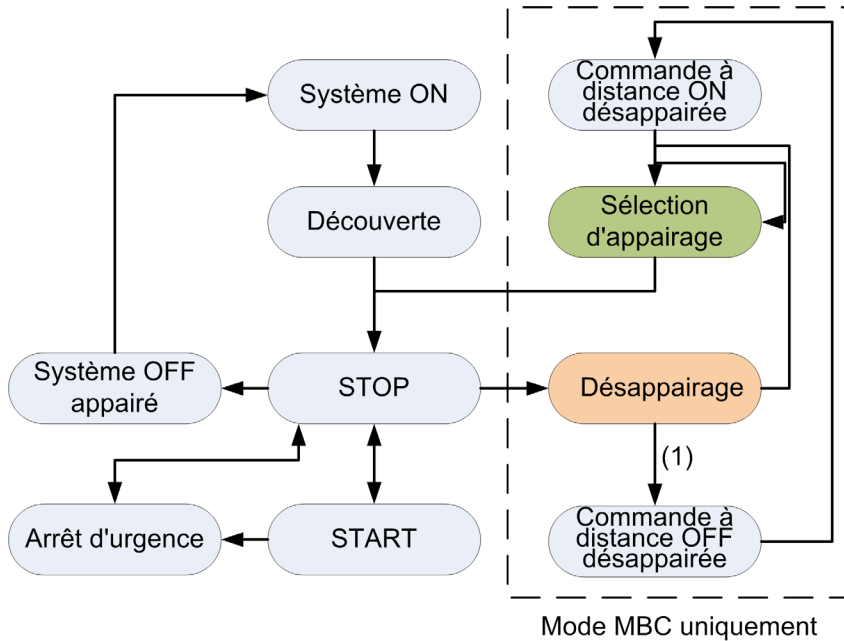 Système ON
Commande à
distance ON
désappairée
Découverte
Sélection
d'appairage
Système OFF
appairé
STOP
Désappairage
(1)
Arrêt d'urgence
START
Commande à
distance OFF
désappairée
Mode MBC uniquement